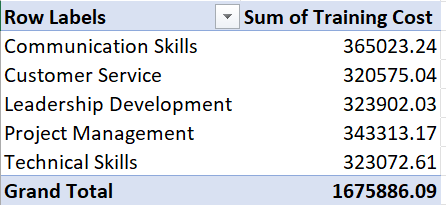 Row Labels Sum of Training Cost
Communication Skills 365023.24
Customer Service 320575.04
Leadership Development 323902.03
Project Management 343313.17
Technical Skills 323072.61
Grand Total 1675886.09